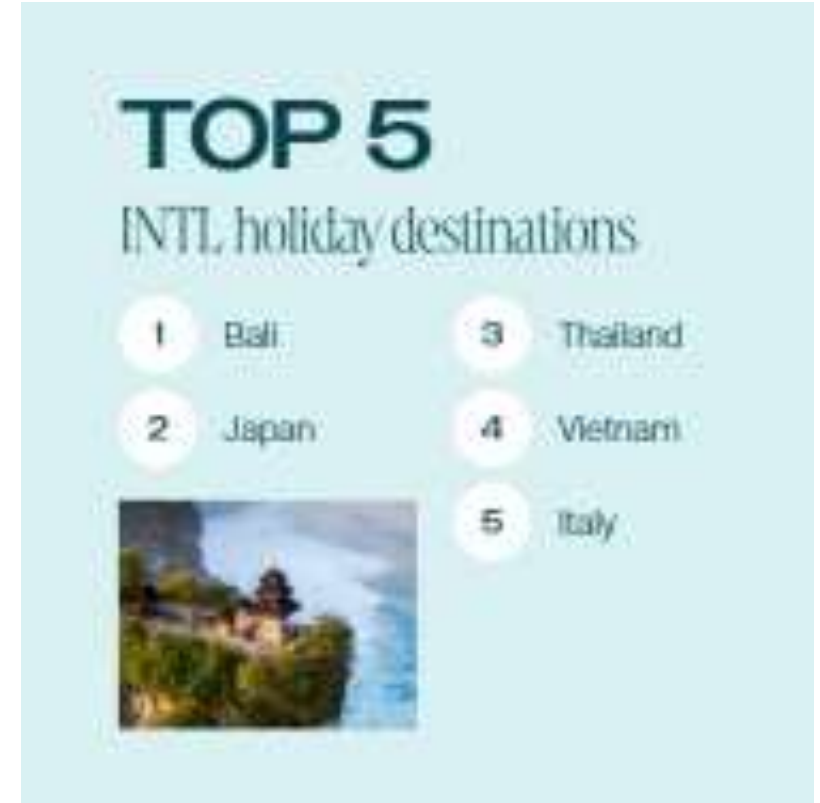 TOP 5
INTL holiday destinations
1 Bali
2 Japan
3 Thailand
4 Vietnam
5 Italy